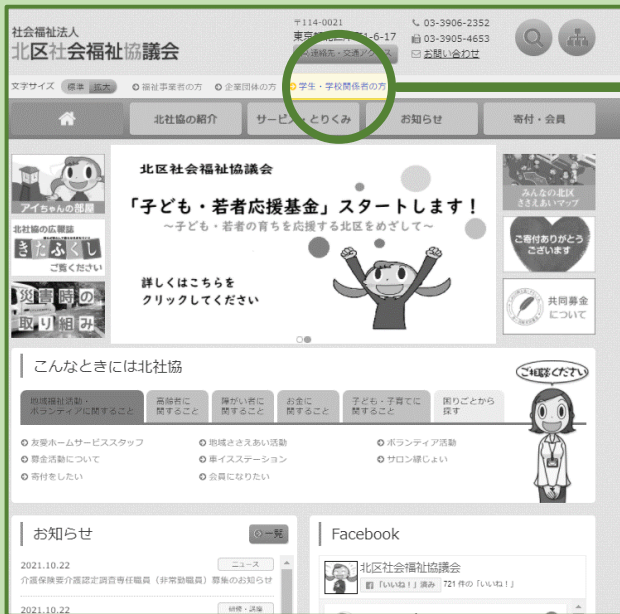 社会福祉法人
北区社会福祉協議会
〒114-0021
1-6-17
03-3906-2352
03-3905-4653
お問い合わせ
連絡先・交通アクセス
文字サイズ 標準 拡大
福祉事業者の方 企業団体の方 学生・学校関係者の方
北社協の紹介 サービス・とりくみ お知らせ 寄付・会員
アイちゃんの部屋
北社協の広報誌
きたふくし
ご覧ください
災害時の
取り組み
北区社会福祉協議会
「子ども・若者応援基金」スタートします！
～子ども・若者の育ちを応援する北区をめざして～
詳しくはこちらを
クリックしてください
みんなの北区
ささえあいマップ
ご寄付ありがとう
ございます
共同募金
について
こんなときには北社協
ご相談ください
地域福祉活動・
ボランティアに関すること
高齢者に
関すること
障がい者に
関すること
お金に
関すること
子ども・子育てに
関すること
困りごとから
探す
友愛ホームサービススタッフ 地域ささえあい活動 ボランティア活動
募金活動について 車イスステーション サロン縁じょい
寄付をしたい 会員になりたい
お知らせ 一覧
2021.10.22 ニュース
介護保険要介護認定調査専任職員（非常勤職員）募集のお知らせ
2021.10.22 研修・講座
Facebook
北区社会福祉協議会
「いいね！」済み 721件の「いいね！」